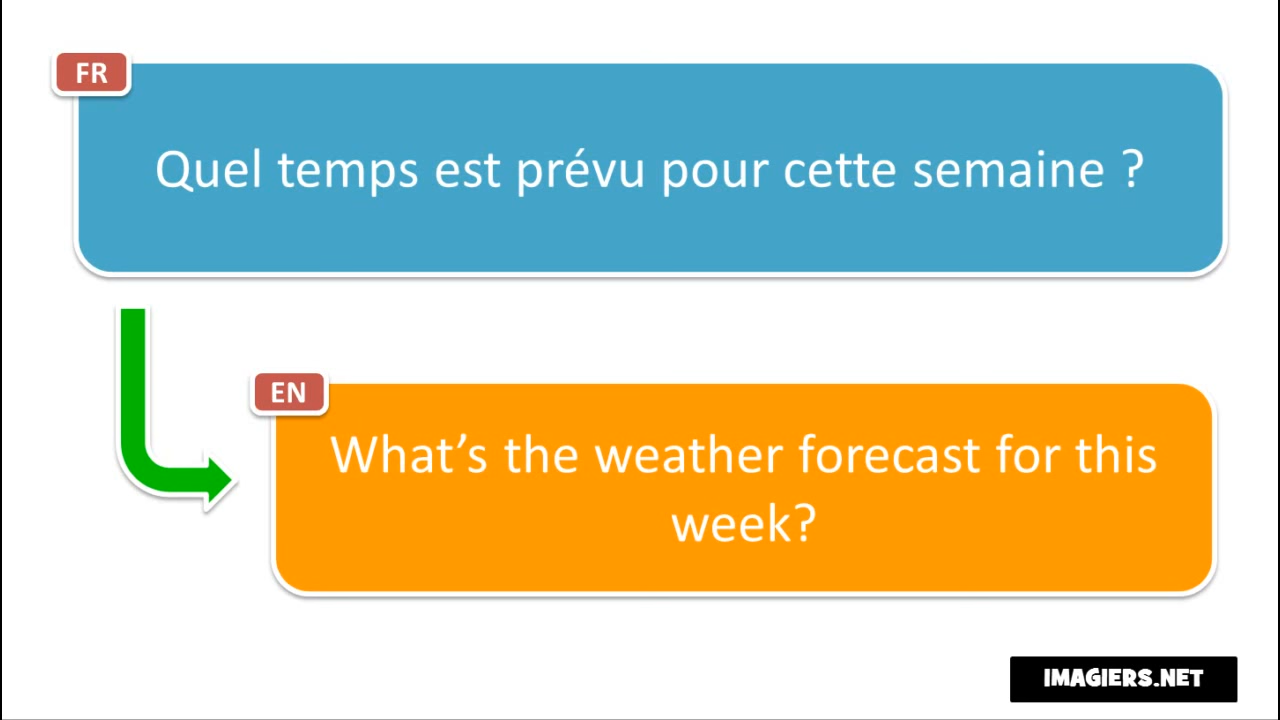 FR
Quel temps est prévu pour cette semaine ?
EN
What’s the weather forecast for this
week?
IMAGIERS.NET